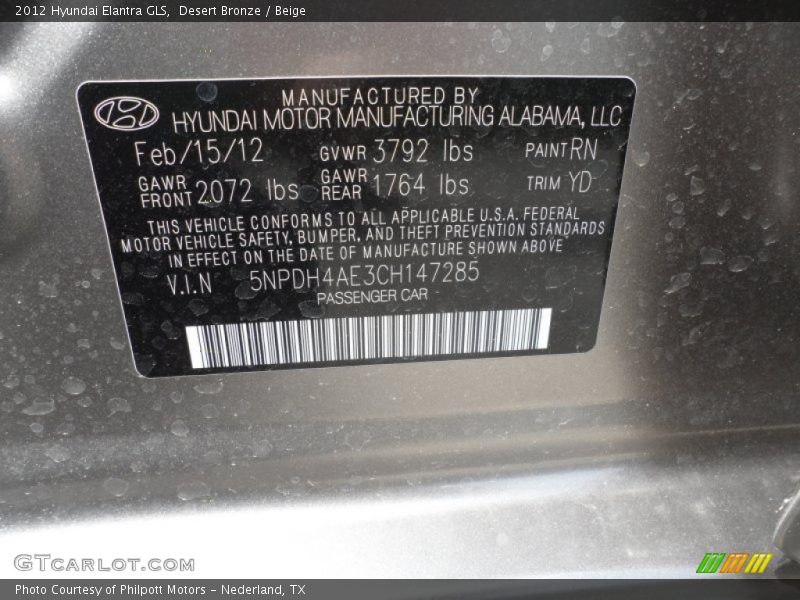 2012 Hyundai Elantra GLS,  Desert Bronze / Beige
MANUFACTURED BY
HYUNDAI MOTOR MANUFACTURING ALABAMA, LLC
Feb/15/12 GVWR 3792 lbs PAINT RN
GAWR FRONT 2072 lbs GAWR REAR 1764 lbs TRIM YD
THIS VEHICLE CONFORMS TO ALL APPLICABLE U.S.A. FEDERAL
MOTOR VEHICLE SAFETY, BUMPER, AND THEFT PREVENTION STANDARDS
IN EFFECT ON THE DATE OF MANUFACTURE SHOWN ABOVE
V.I.N 5NPDH4AE3CH147285
PASSENGER CAR
GTCARLOT.COM
Photo Courtesy of Philpott Motors - Nederland, TX